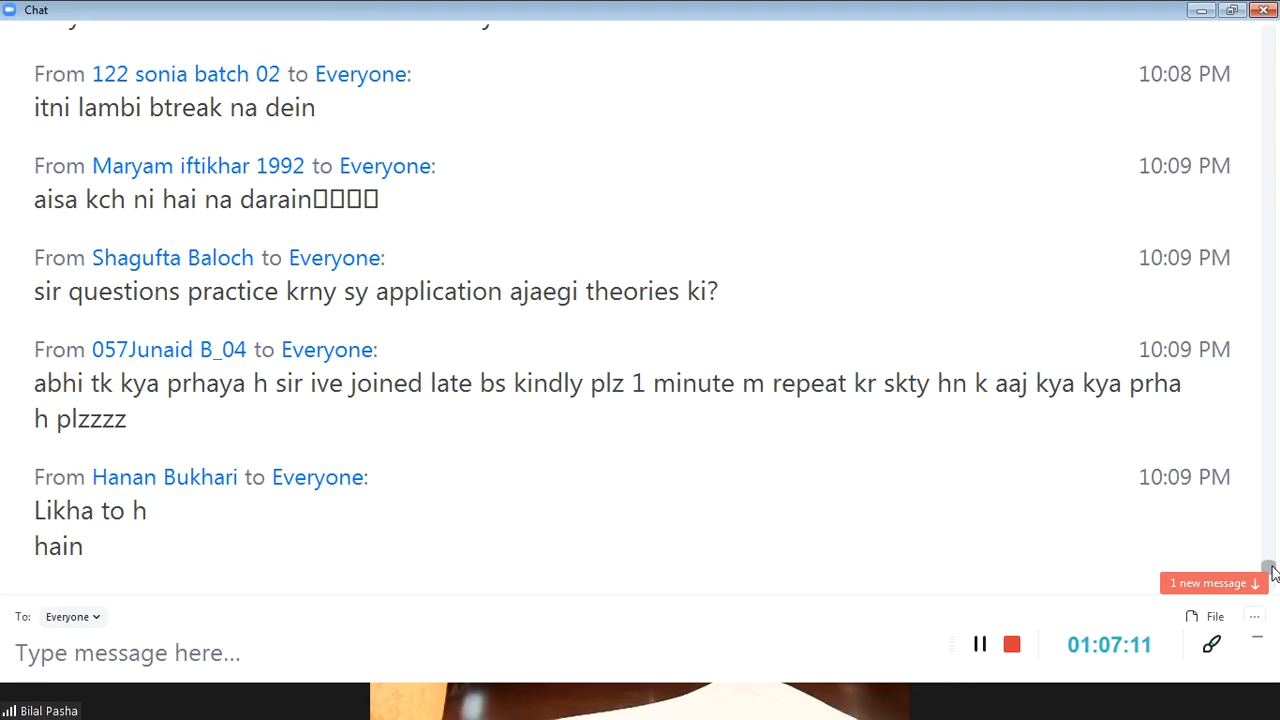 Chat
From 122 sonia batch 02 to Everyone: 10:08 PM
itni lambi btreak na dein
From Maryam iftikhar 1992 to Everyone: 10:09 PM
aisa kch ni hai na darain▯▯▯▯
From Shagufta Baloch to Everyone: 10:09 PM
sir questions practice krny sy application ajaegi theories ki?
From 057Junaid B_04 to Everyone: 10:09 PM
abhi tk kya prhaya h sir ive joined late bs kindly plz 1 minute m repeat kr skty hn k aaj kya kya prha
h plzzzz
From Hanan Bukhari to Everyone: 10:09 PM
Likha to h
hain
1 new message ↓
To: Everyone File ...
Type message here...
01:07:11
Bilal Pasha